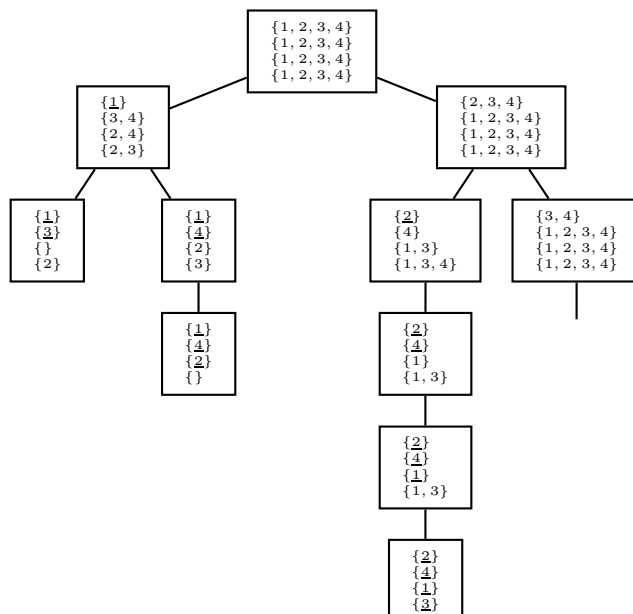 {1, 2, 3, 4}
{1, 2, 3, 4}
{1, 2, 3, 4}
{1, 2, 3, 4}
{1}
{3, 4}
{2, 4}
{2, 3}
{2, 3, 4}
{1, 2, 3, 4}
{1, 2, 3, 4}
{1, 2, 3, 4}
{1}
{3}
{}
{2}
{1}
{4}
{2}
{3}
{2}
{4}
{1, 3}
{1, 3, 4}
{3, 4}
{1, 2, 3, 4}
{1, 2, 3, 4}
{1, 2, 3, 4}
{1}
{4}
{2}
{}
{2}
{4}
{1}
{1, 3}
{2}
{4}
{1}
{1, 3}
{2}
{4}
{1}
{3}